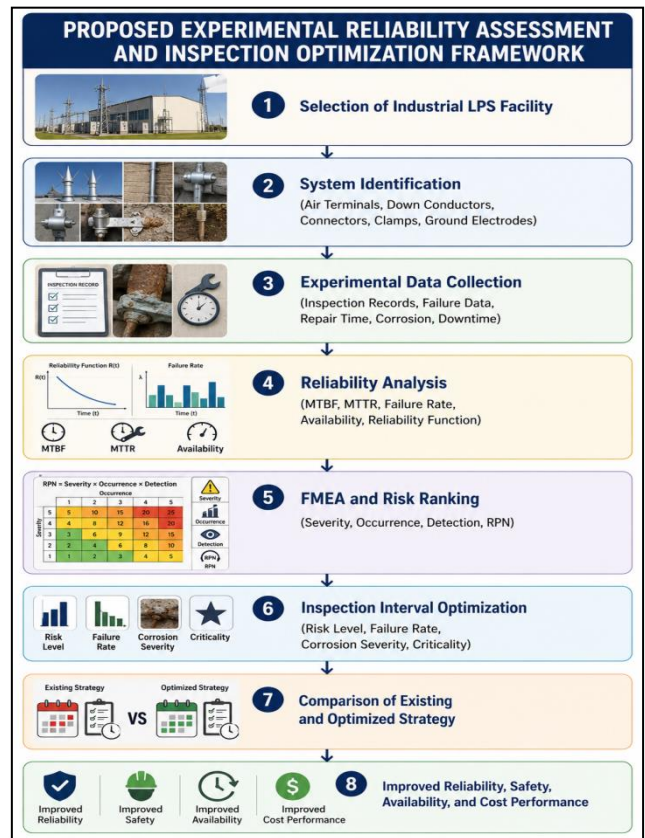 PROPOSED EXPERIMENTAL RELIABILITY ASSESSMENT
AND INSPECTION OPTIMIZATION FRAMEWORK
1 Selection of Industrial LPS Facility
2 System Identification
(Air Terminals, Down Conductors,
Connectors, Clamps, Ground Electrodes)
INSPECTION RECORD
3 Experimental Data Collection
(Inspection Records, Failure Data,
Repair Time, Corrosion, Downtime)
Reliability Function R(t) Failure Rate
R(t) λ
Time (t) Time (t)
MTBF MTTR Availability
4 Reliability Analysis
(MTBF, MTTR, Failure Rate,
Availability, Reliability Function)
RPN = Severity × Occurrence × Detection
Occurrence
1 2 3 4 5
Severity
5 5 10 15 20 25
4 4 8 12 16 20
3 3 6 9 12 15
2 2 4 6 8 10
1 1 2 3 4 5
Severity
Occurrence
Detection
RPN
RPN
5 FMEA and Risk Ranking
(Severity, Occurrence, Detection, RPN)
Risk Level
Failure Rate
Corrosion Severity
Criticality
6 Inspection Interval Optimization
(Risk Level, Failure Rate,
Corrosion Severity, Criticality)
Existing Strategy Optimized Strategy
VS
7 Comparison of Existing
and Optimized Strategy
Improved Reliability
Improved Safety
Improved Availability
$
Improved Cost Performance
8 Improved Reliability, Safety,
Availability, and Cost Performance